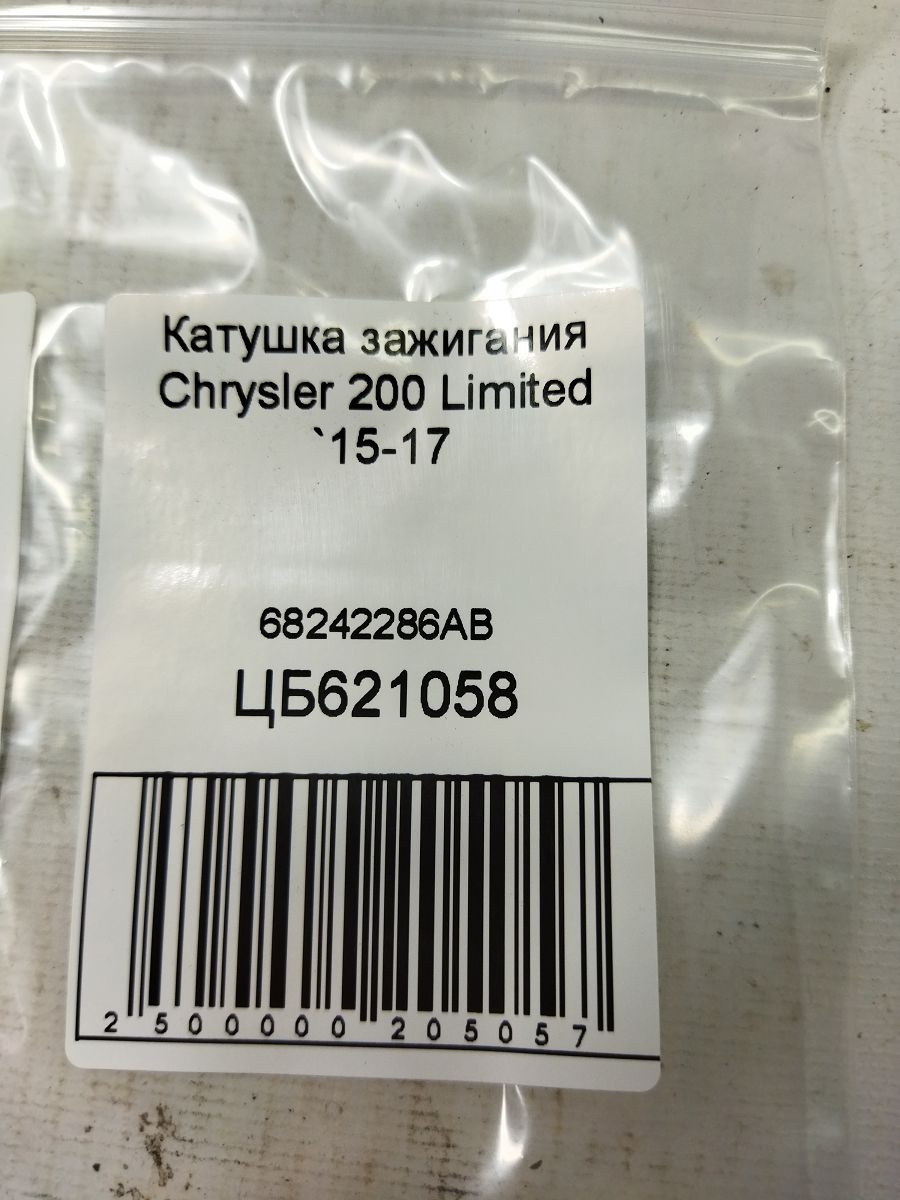 Катушка зажигания
Chrysler 200 Limited
`15-17
68242286AB
ЦБ621058
2 500000 205057